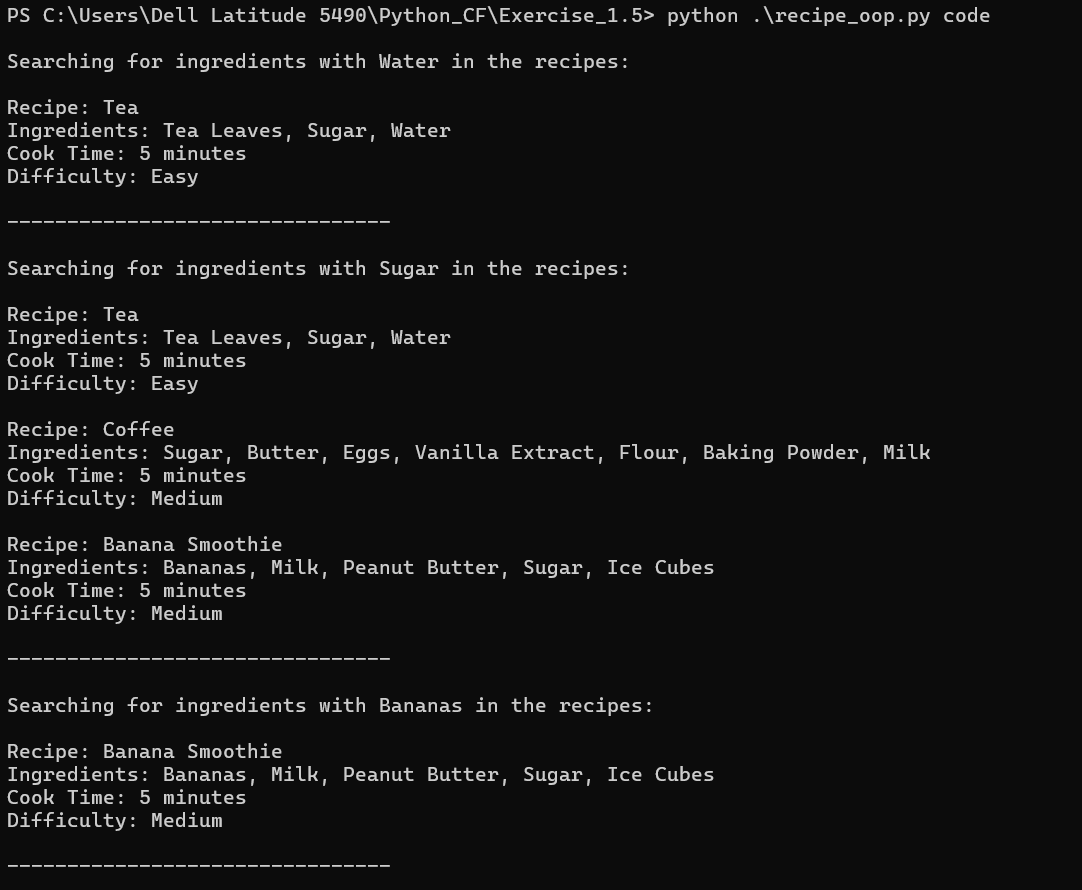 PS C:\Users\Dell Latitude 5490\Python_CF\Exercise_1.5> python .\recipe_oop.py code
Searching for ingredients with Water in the recipes:
Recipe: Tea
Ingredients: Tea Leaves, Sugar, Water
Cook Time: 5 minutes
Difficulty: Easy
--------------------------------
Searching for ingredients with Sugar in the recipes:
Recipe: Tea
Ingredients: Tea Leaves, Sugar, Water
Cook Time: 5 minutes
Difficulty: Easy
Recipe: Coffee
Ingredients: Sugar, Butter, Eggs, Vanilla Extract, Flour, Baking Powder, Milk
Cook Time: 5 minutes
Difficulty: Medium
Recipe: Banana Smoothie
Ingredients: Bananas, Milk, Peanut Butter, Sugar, Ice Cubes
Cook Time: 5 minutes
Difficulty: Medium
--------------------------------
Searching for ingredients with Bananas in the recipes:
Recipe: Banana Smoothie
Ingredients: Bananas, Milk, Peanut Butter, Sugar, Ice Cubes
Cook Time: 5 minutes
Difficulty: Medium
--------------------------------